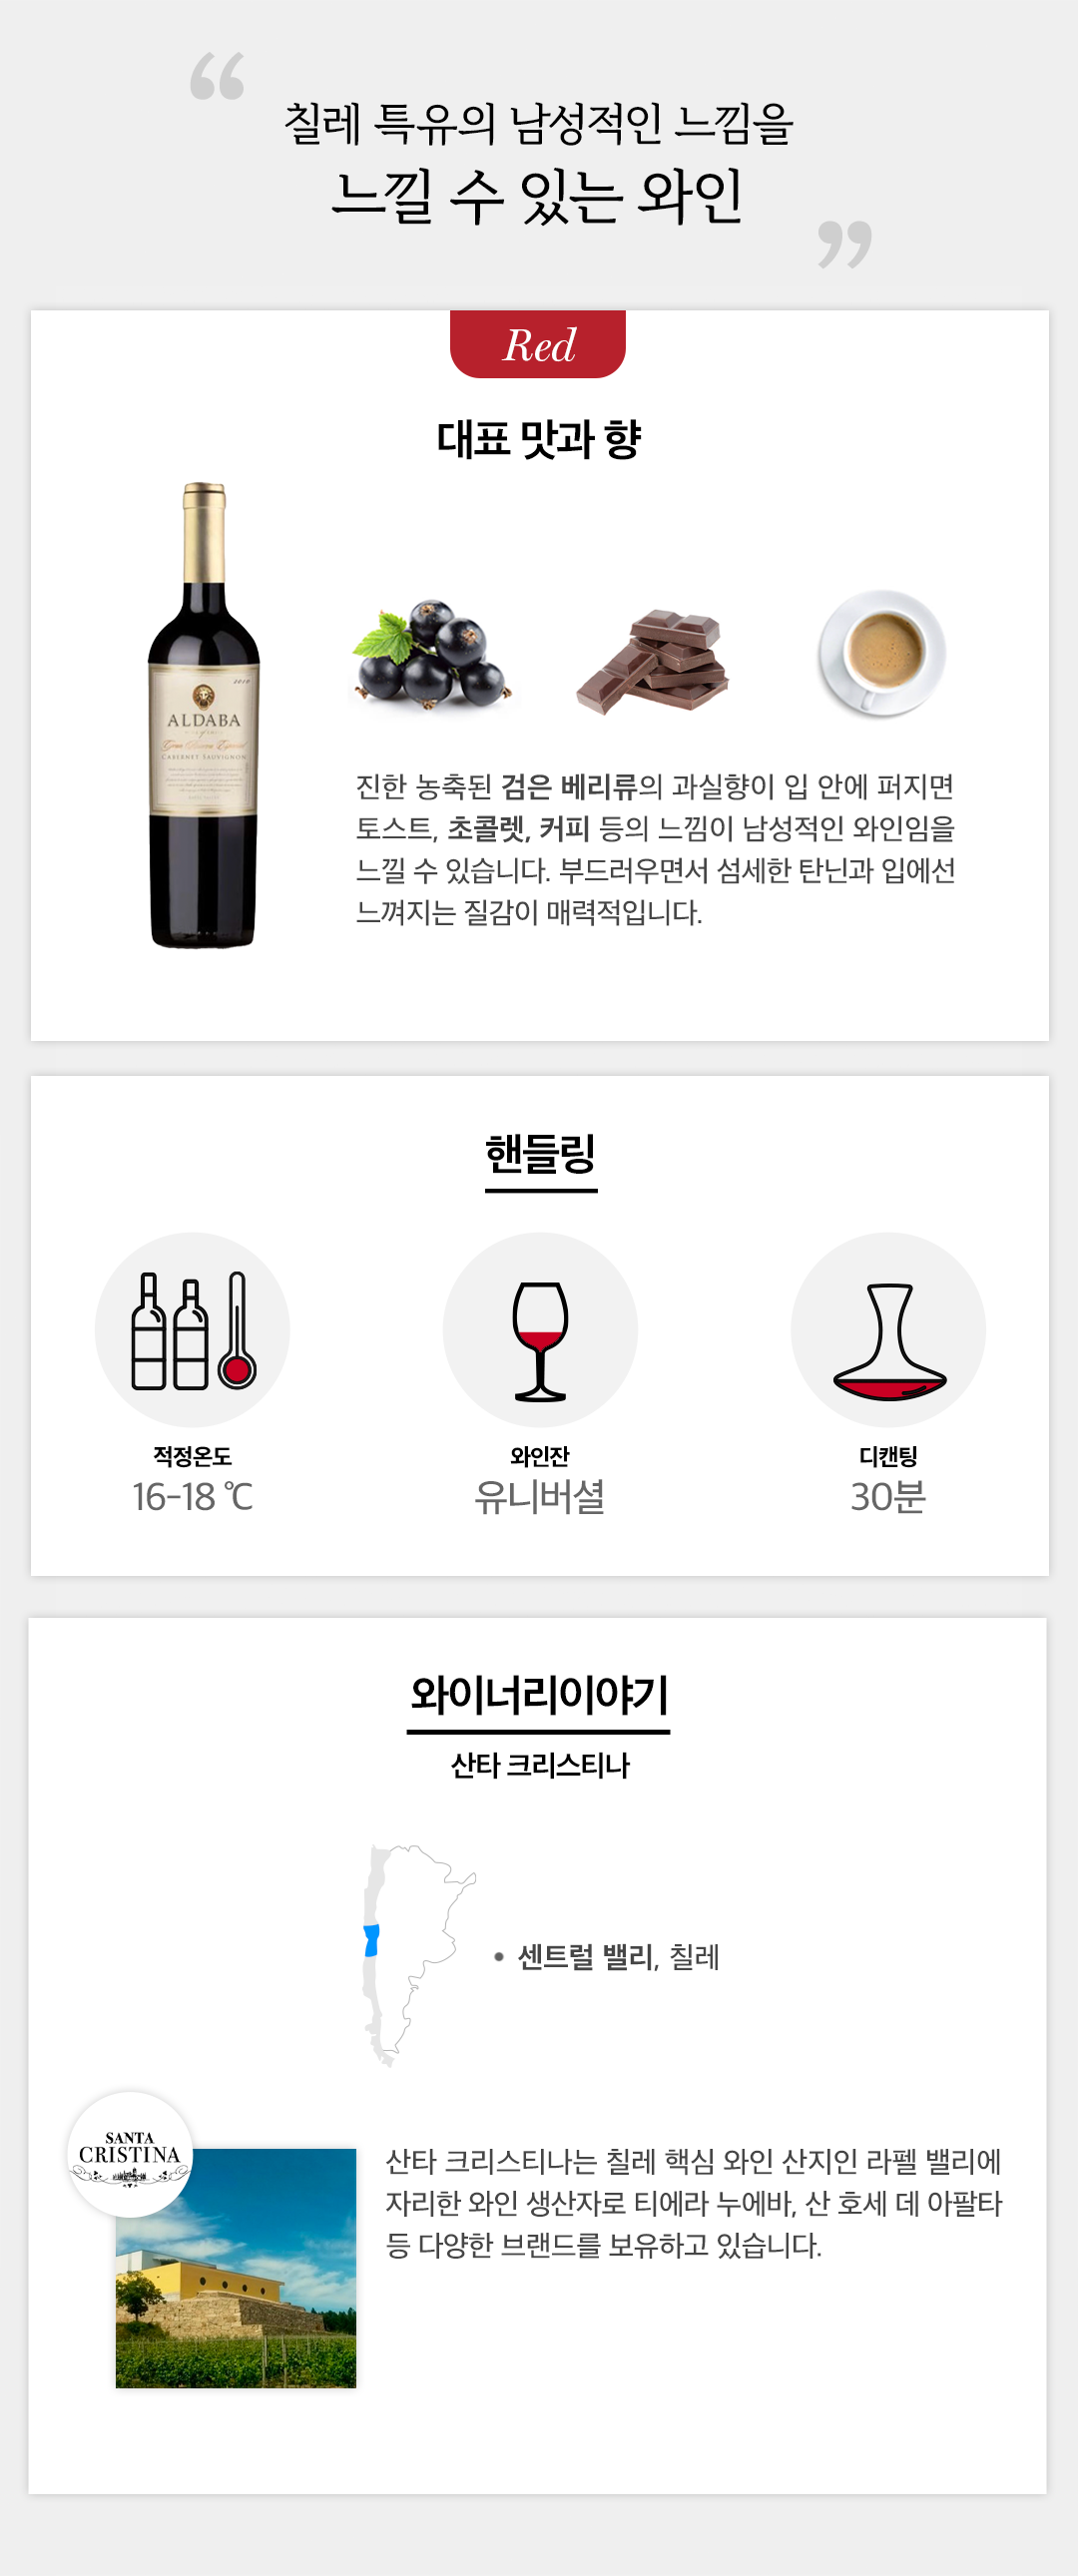 “
칠레 특유의 남성적인 느낌을
느낄 수 있는 와인
”
Red
대표 맛과 향
2010
ALDABA
Gran Reserva Especial
CABERNET SAUVIGNON
진한 농축된 검은 베리류의 과실향이 입 안에 퍼지면
토스트, 초콜렛, 커피 등의 느낌이 남성적인 와인임을
느낄 수 있습니다. 부드러우면서 섬세한 탄닌과 입에선
느껴지는 질감이 매력적입니다.
핸들링
적정온도
16-18 ℃
와인잔
유니버셜
디캔팅
30분
와이너리이야기
산타 크리스티나
• 센트럴 밸리, 칠레
SANTA
CRISTINA
산타 크리스티나는 칠레 핵심 와인 산지인 라펠 밸리에
자리한 와인 생산자로 티에라 누에바, 산 호세 데 아팔타
등 다양한 브랜드를 보유하고 있습니다.